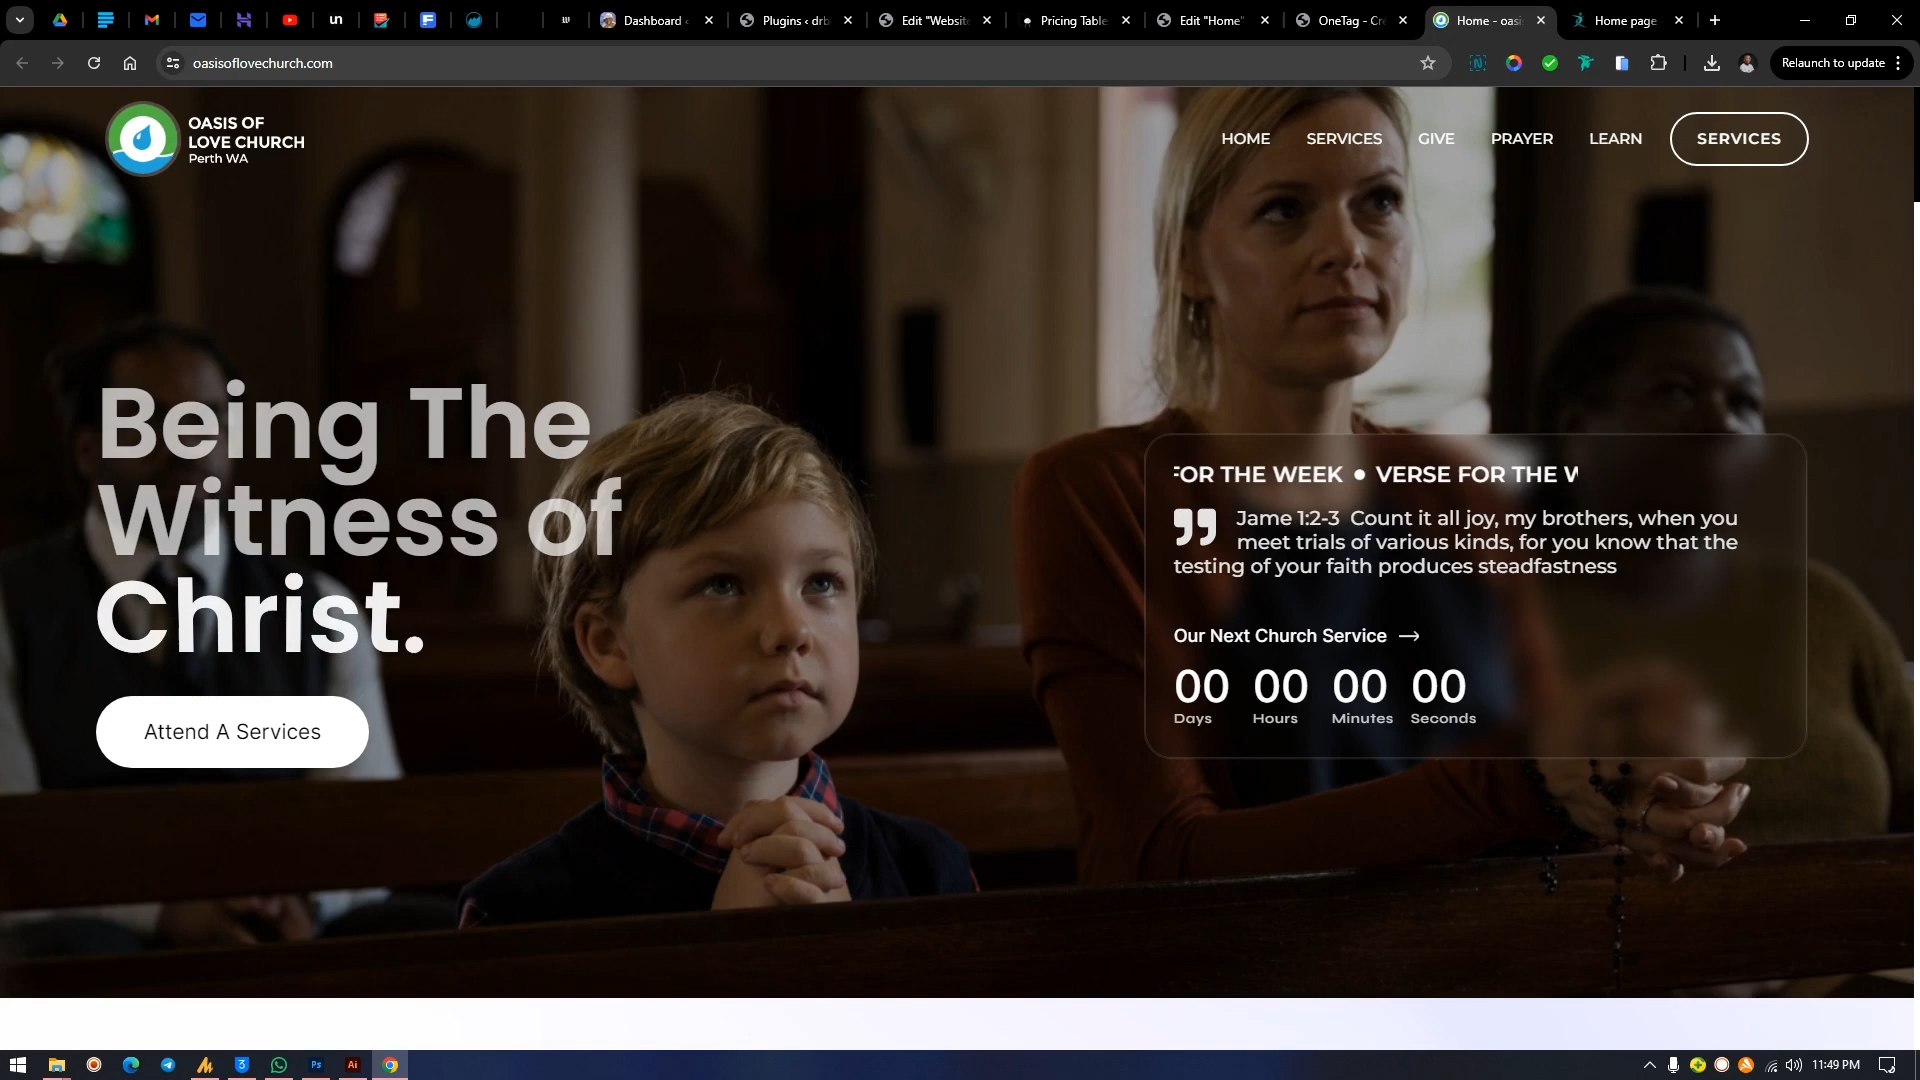 Dashboard
Plugins ‹ drb
Edit "Websit
Pricing Table
Edit "Home"
OneTag - Cr
Home - oasi
Home page
oasisoflovechurch.com
Relaunch to update
OASIS OF
LOVE CHURCH
Perth WA
HOME
SERVICES
GIVE
PRAYER
LEARN
SERVICES
Being The
Witness of
Christ.
Attend A Services
FOR THE WEEK ● VERSE FOR THE W
Jame 1:2-3 Count it all joy, my brothers, when you
meet trials of various kinds, for you know that the
testing of your faith produces steadfastness
Our Next Church Service →
00 00 00 00
Days Hours Minutes Seconds
11:49 PM